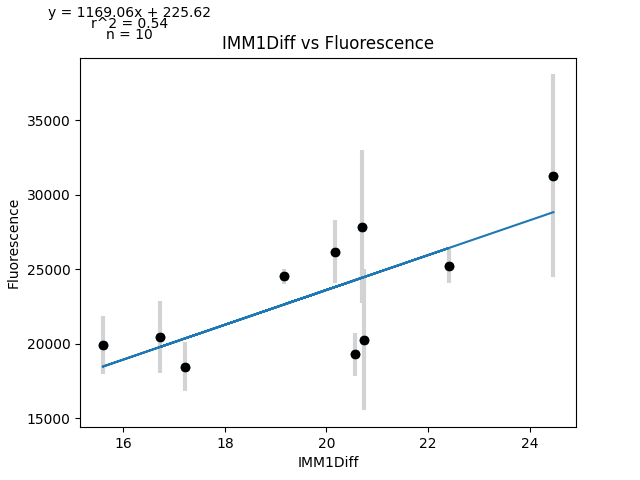 y = 1169.06x + 225.62
r^2 = 0.54
n = 10
IMM1Diff vs Fluorescence
35000
30000
25000
20000
15000
Fluorescence
16 18 20 22 24
IMM1Diff